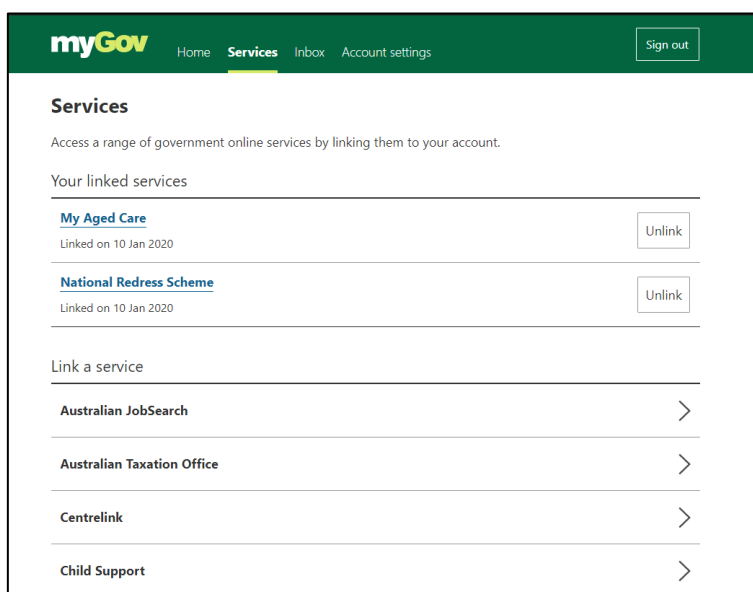 myGov Home Services Inbox Account settings Sign out
Services
Access a range of government online services by linking them to your account.
Your linked services
My Aged Care
Linked on 10 Jan 2020
Unlink
National Redress Scheme
Linked on 10 Jan 2020
Unlink
Link a service
Australian JobSearch
Australian Taxation Office
Centrelink
Child Support